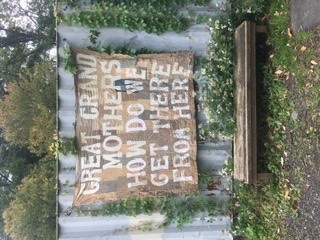 GREAT GRAND
MOTHERS
HOW DO WE
GET THERE
FROM HERE